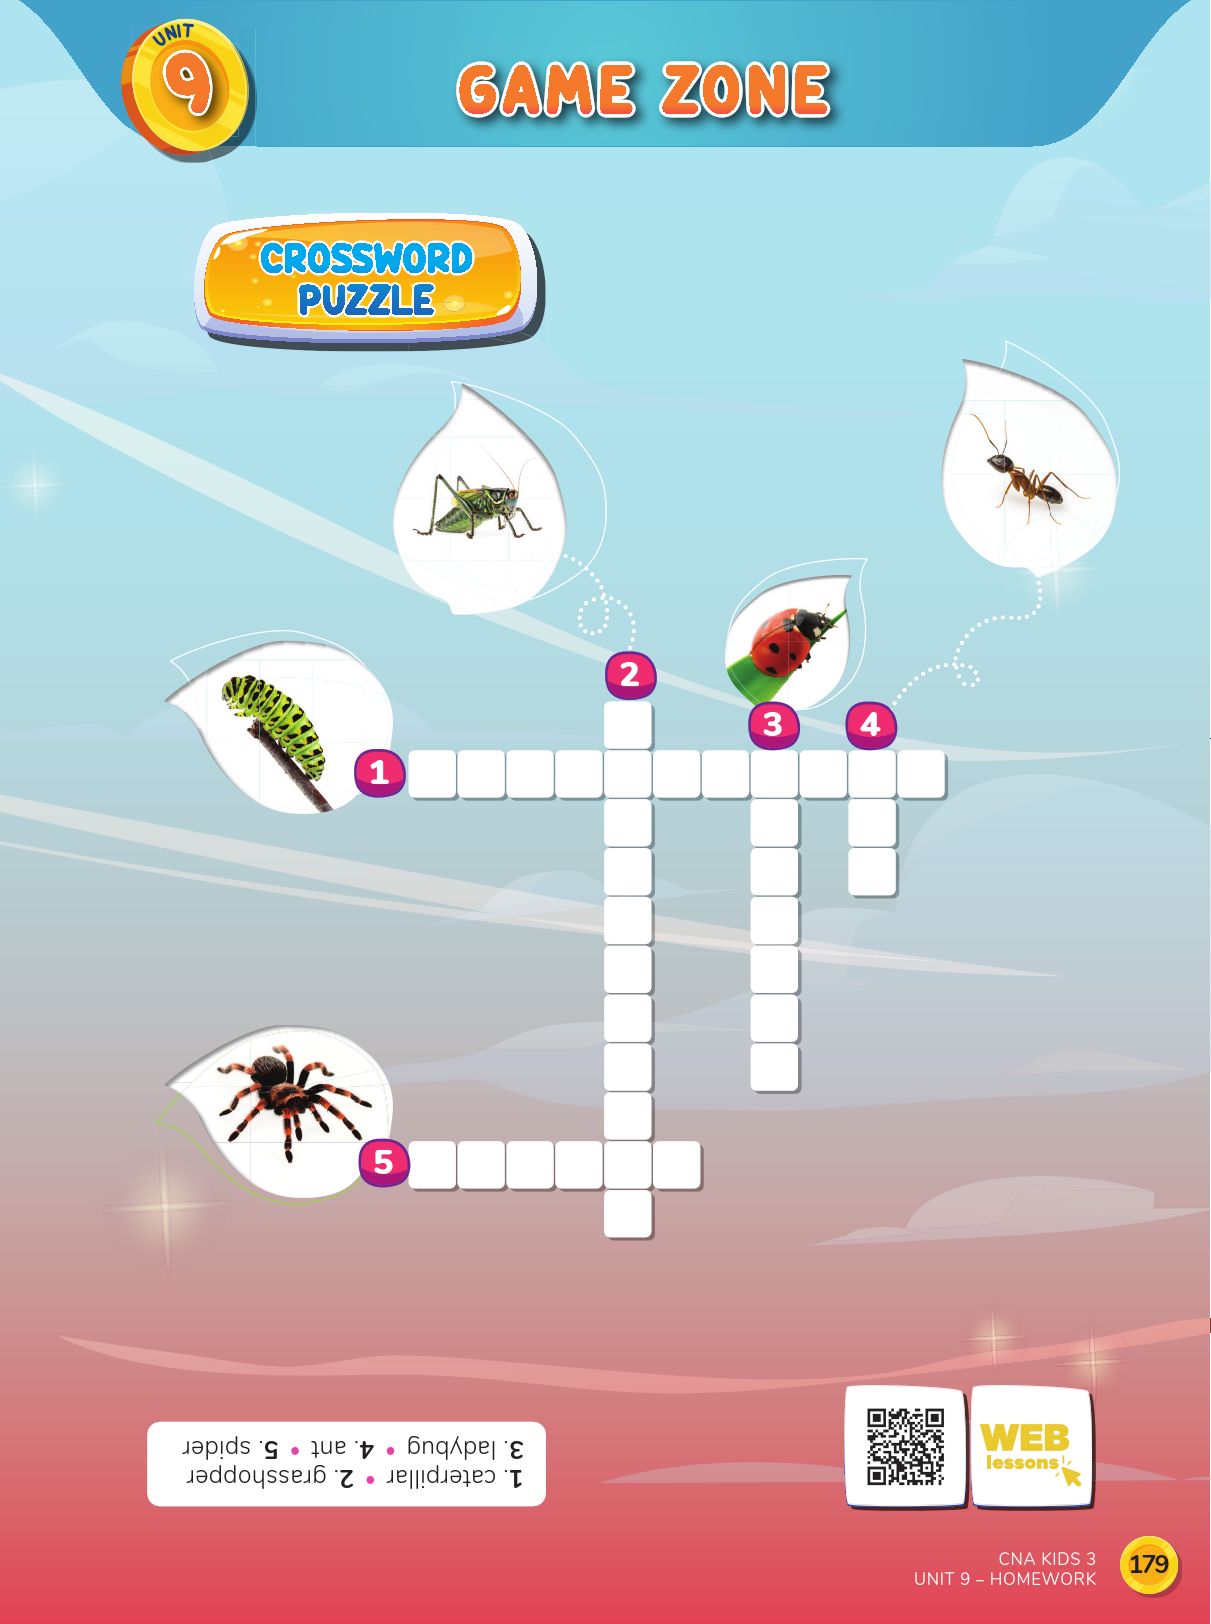 UNIT
9
GAME ZONE
CROSSWORD
PUZZLE
2
3
4
1
5
1. caterpillar • 2. grasshopper
3. ladybug • 4. ant • 5. spider
WEB
lessons
CNA KIDS 3
UNIT 9 – HOMEWORK
179